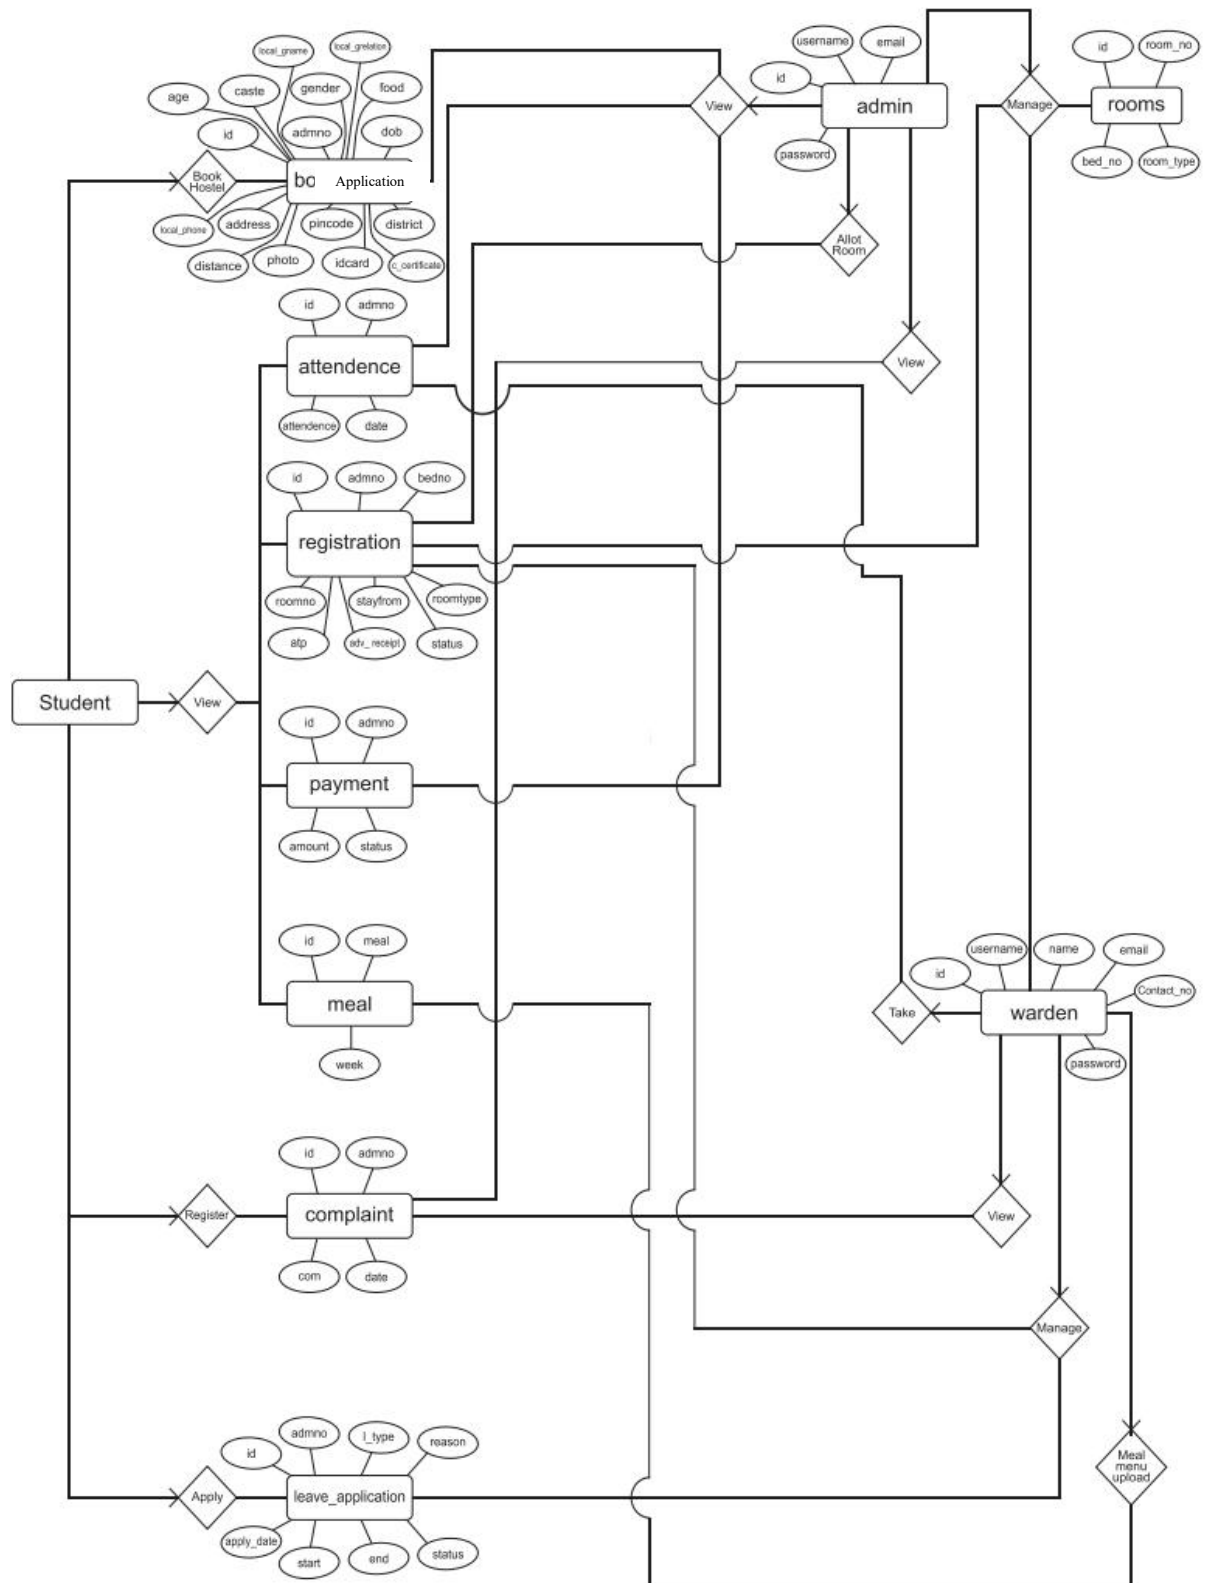 username
email
id
admin
password
id
room_no
rooms
bed_no
room_type
Manage
View
local_gname
local_grelation
age
caste
gender
food
id
admno
dob
Book
Hostel
bo
Application
local_phone
address
pincode
district
distance
photo
idcard
c_certificate
Allot
Room
View
id
admno
attendence
attendence
date
id
admno
bedno
registration
roomno
stayfrom
roomtype
atp
adv_receipt
status
Student
View
id
admno
payment
amount
status
id
meal
meal
week
username
name
email
id
Contact_no
Take
warden
password
id
admno
Register
complaint
com
date
View
Manage
id
admno
l_type
reason
Apply
leave_application
apply_date
start
end
status
Meal
menu
upload